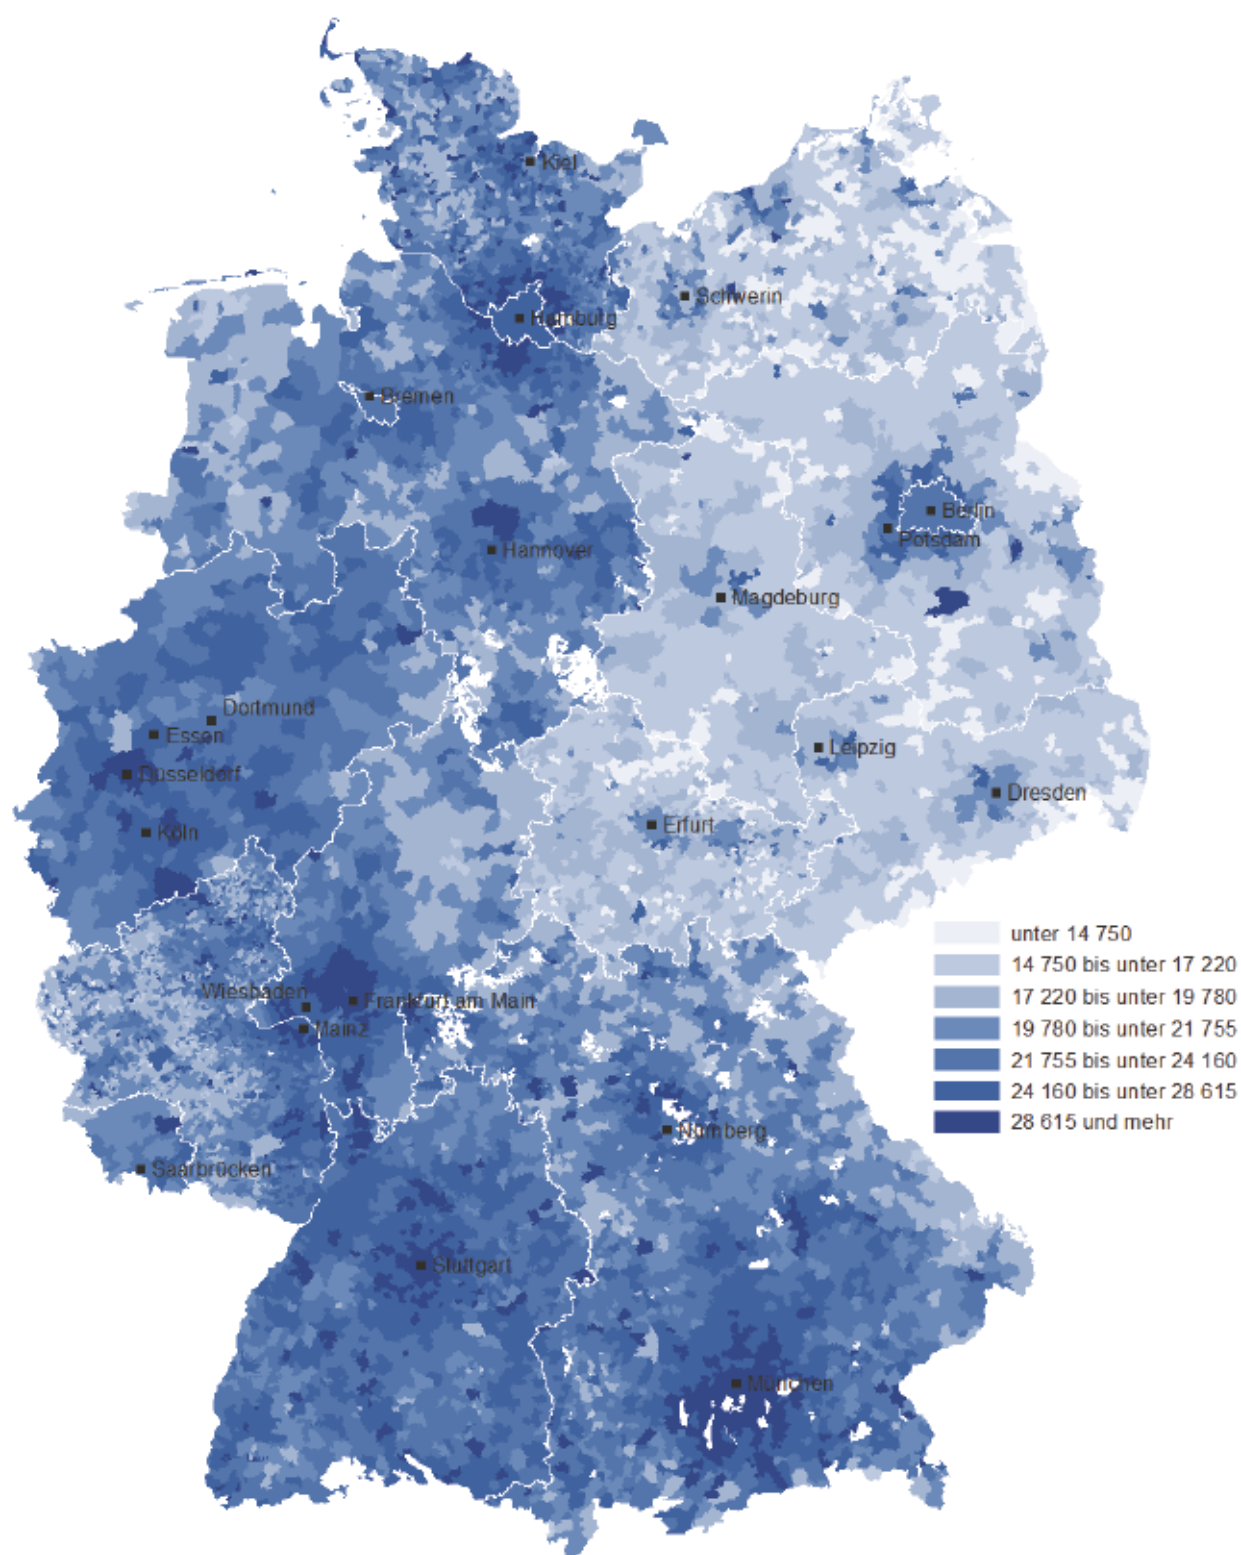 Kiel
Schwerin
Hamburg
Bremen
Berlin
Potsdam
Hannover
Magdeburg
Dortmund
Essen
Leipzig
Düsseldorf
Dresden
Köln
Erfurt
unter 14 750
14 750 bis unter 17 220
17 220 bis unter 19 780
19 780 bis unter 21 755
21 755 bis unter 24 160
24 160 bis unter 28 615
28 615 und mehr
Wiesbaden
Frankfurt am Main
Mainz
Nürnberg
Saarbrücken
Stuttgart
München